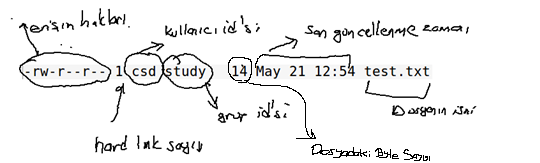 erişim hakları
kullanıcı id'si
son güncellenme zamanı
-rw-r--r-- 1 csd study 14 May 21 12:54 test.txt
grup id'si
Dosyanın ismi
hard link sayısı
Dosyadaki Byte Sayısı